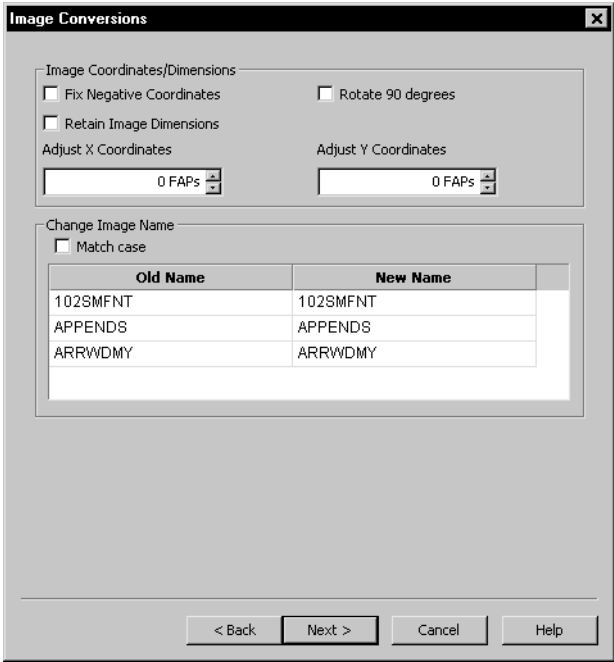 Image Conversions
Image Coordinates/Dimensions
Fix Negative Coordinates Rotate 90 degrees
Retain Image Dimensions
Adjust X Coordinates Adjust Y Coordinates
0 FAPs 0 FAPs
Change Image Name
Match case
Old Name New Name
102SMFNT 102SMFNT
APPENDS APPENDS
ARRWDMY ARRWDMY
< Back Next > Cancel Help